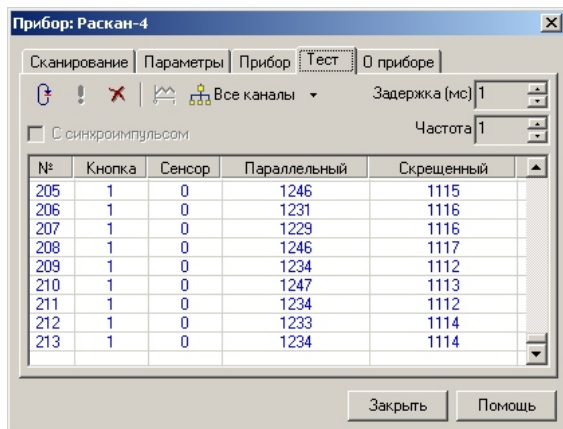 Прибор: Раскан-4
Сканирование Параметры Прибор Тест О приборе
Все каналы Задержка (мс) 1
С синхроимпульсом Частота 1
№ Кнопка Сенсор Параллельный Скрещенный
205 1 0 1246 1115
206 1 0 1231 1116
207 1 0 1229 1116
208 1 0 1246 1117
209 1 0 1234 1112
210 1 0 1247 1113
211 1 0 1234 1112
212 1 0 1233 1114
213 1 0 1234 1114
Закрыть Помощь